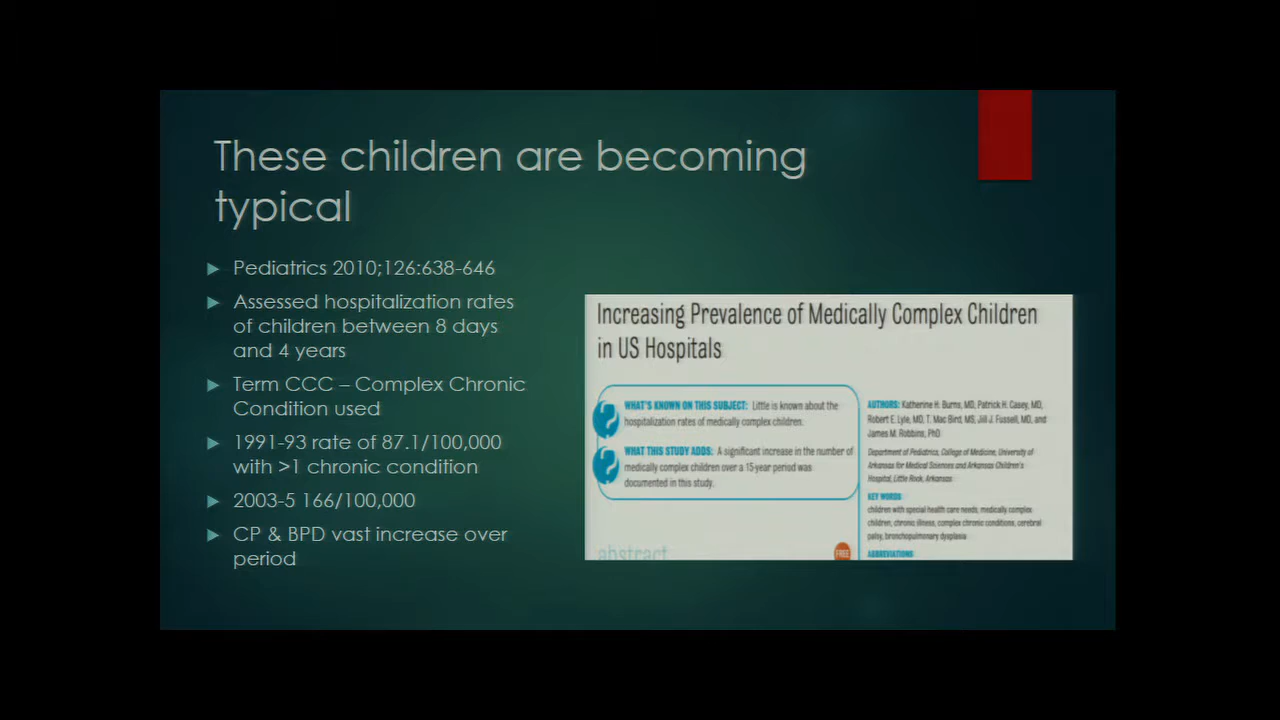 These children are becoming
typical
Pediatrics 2010;126:638-646
Assessed hospitalization rates
of children between 8 days
and 4 years
Term CCC – Complex Chronic
Condition used
1991-93 rate of 87.1/100,000
with >1 chronic condition
2003-5 166/100,000
CP & BPD vast increase over
period
Increasing Prevalence of Medically Complex Children
in US Hospitals
WHAT'S KNOWN ON THIS SUBJECT: Little is known about the
hospitalization rates of medically complex children.
WHAT THIS STUDY ADDS: A significant increase in the number of
medically complex children over a 15-year period was
documented in this study.
abstract
FREE
AUTHORS: Katherine H. Burns, MD, Patrick H. Casey, MD,
Robert E. Lyle, MD, T. Mac Bird, MS, Jill J. Fussell, MD, and
James M. Robbins, PhD
Department of Pediatrics, College of Medicine, University of
Arkansas for Medical Sciences and Arkansas Children's
Hospital, Little Rock, Arkansas
KEY WORDS
children with special health care needs, medically complex
children, chronic illness, complex chronic conditions, cerebral
palsy, bronchopulmonary dysplasia
ABBREVIATIONS